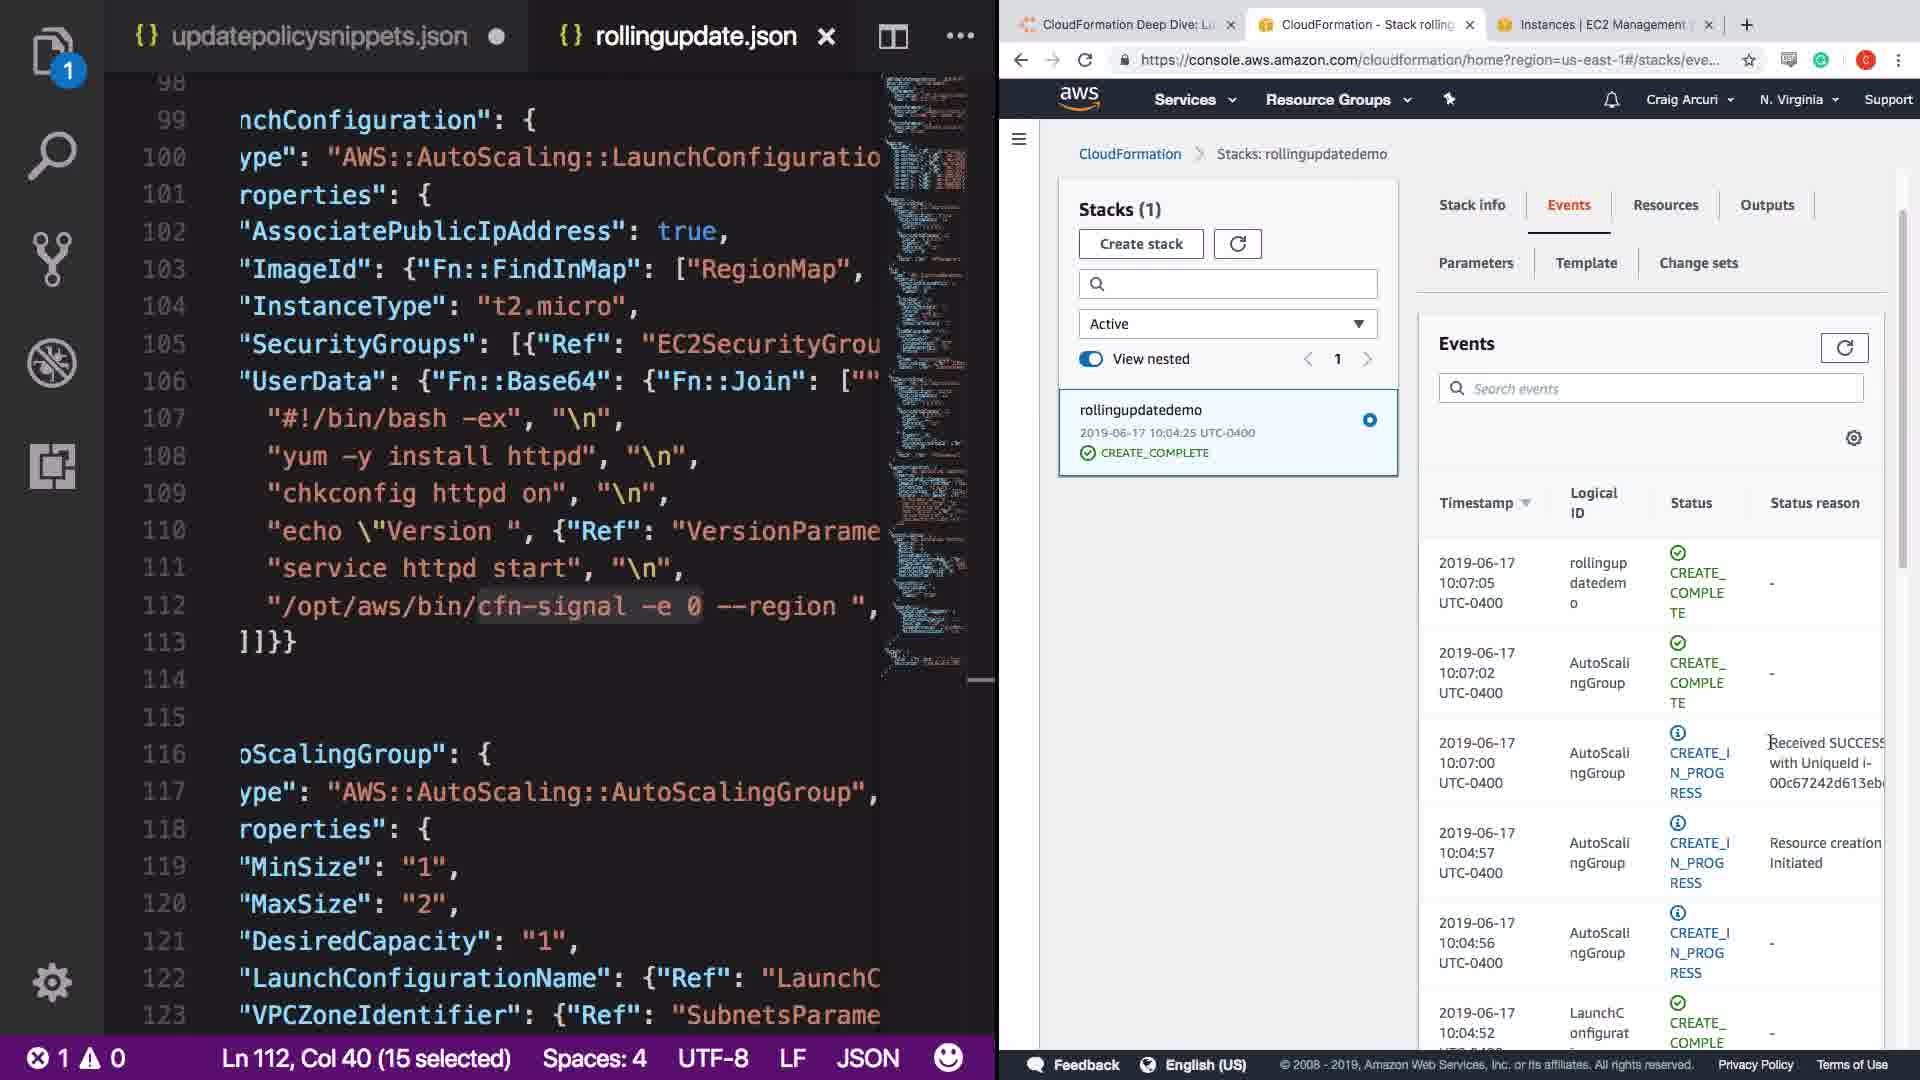 updatepolicysnippets.json
rollingupdate.json
1
98
99 nchConfiguration": {
100 ype": "AWS::AutoScaling::LaunchConfiguratio
101 roperties": {
102 "AssociatePublicIpAddress": true,
103 "ImageId": {"Fn::FindInMap": ["RegionMap",
104 "InstanceType": "t2.micro",
105 "SecurityGroups": [{"Ref": "EC2SecurityGrou
106 "UserData": {"Fn::Base64": {"Fn::Join": [""
107 "#!/bin/bash -ex", "\n",
108 "yum -y install httpd", "\n",
109 "chkconfig httpd on", "\n",
110 "echo \"Version ", {"Ref": "VersionParame
111 "service httpd start", "\n",
112 "/opt/aws/bin/cfn-signal -e 0 --region ",
113 ]]}}
114
115
116 oScalingGroup": {
117 ype": "AWS::AutoScaling::AutoScalingGroup",
118 roperties": {
119 "MinSize": "1",
120 "MaxSize": "2",
121 "DesiredCapacity": "1",
122 "LaunchConfigurationName": {"Ref": "LaunchC
123 "VPCZoneIdentifier": {"Ref": "SubnetsParame
1 0 Ln 112, Col 40 (15 selected) Spaces: 4 UTF-8 LF JSON
CloudFormation Deep Dive: L
CloudFormation - Stack rolling
Instances | EC2 Management
https://console.aws.amazon.com/cloudformation/home?region=us-east-1#/stacks/eve...
C
aws Services Resource Groups Craig Arcuri N. Virginia Support
CloudFormation Stacks: rollingupdatedemo
Stacks (1)
Create stack
Active
View nested 1
rollingupdatedemo
2019-06-17 10:04:25 UTC-0400
CREATE_COMPLETE
Stack info Events Resources Outputs
Parameters Template Change sets
Events
Search events
Timestamp Logical ID Status Status reason
2019-06-17 10:07:05 UTC-0400 rollingupdatedemo CREATE_COMPLETE -
2019-06-17 10:07:02 UTC-0400 AutoScalingGroup CREATE_COMPLETE -
2019-06-17 10:07:00 UTC-0400 AutoScalingGroup CREATE_IN_PROGRESS Received SUCCESS with UniqueId i-00c67242d613eb
2019-06-17 10:04:57 UTC-0400 AutoScalingGroup CREATE_IN_PROGRESS Resource creation Initiated
2019-06-17 10:04:56 UTC-0400 AutoScalingGroup CREATE_IN_PROGRESS -
2019-06-17 10:04:52 LaunchConfigurat CREATE_COMPLE -
Feedback English (US) © 2008 - 2019, Amazon Web Services, Inc. or its affiliates. All rights reserved. Privacy Policy Terms of Use